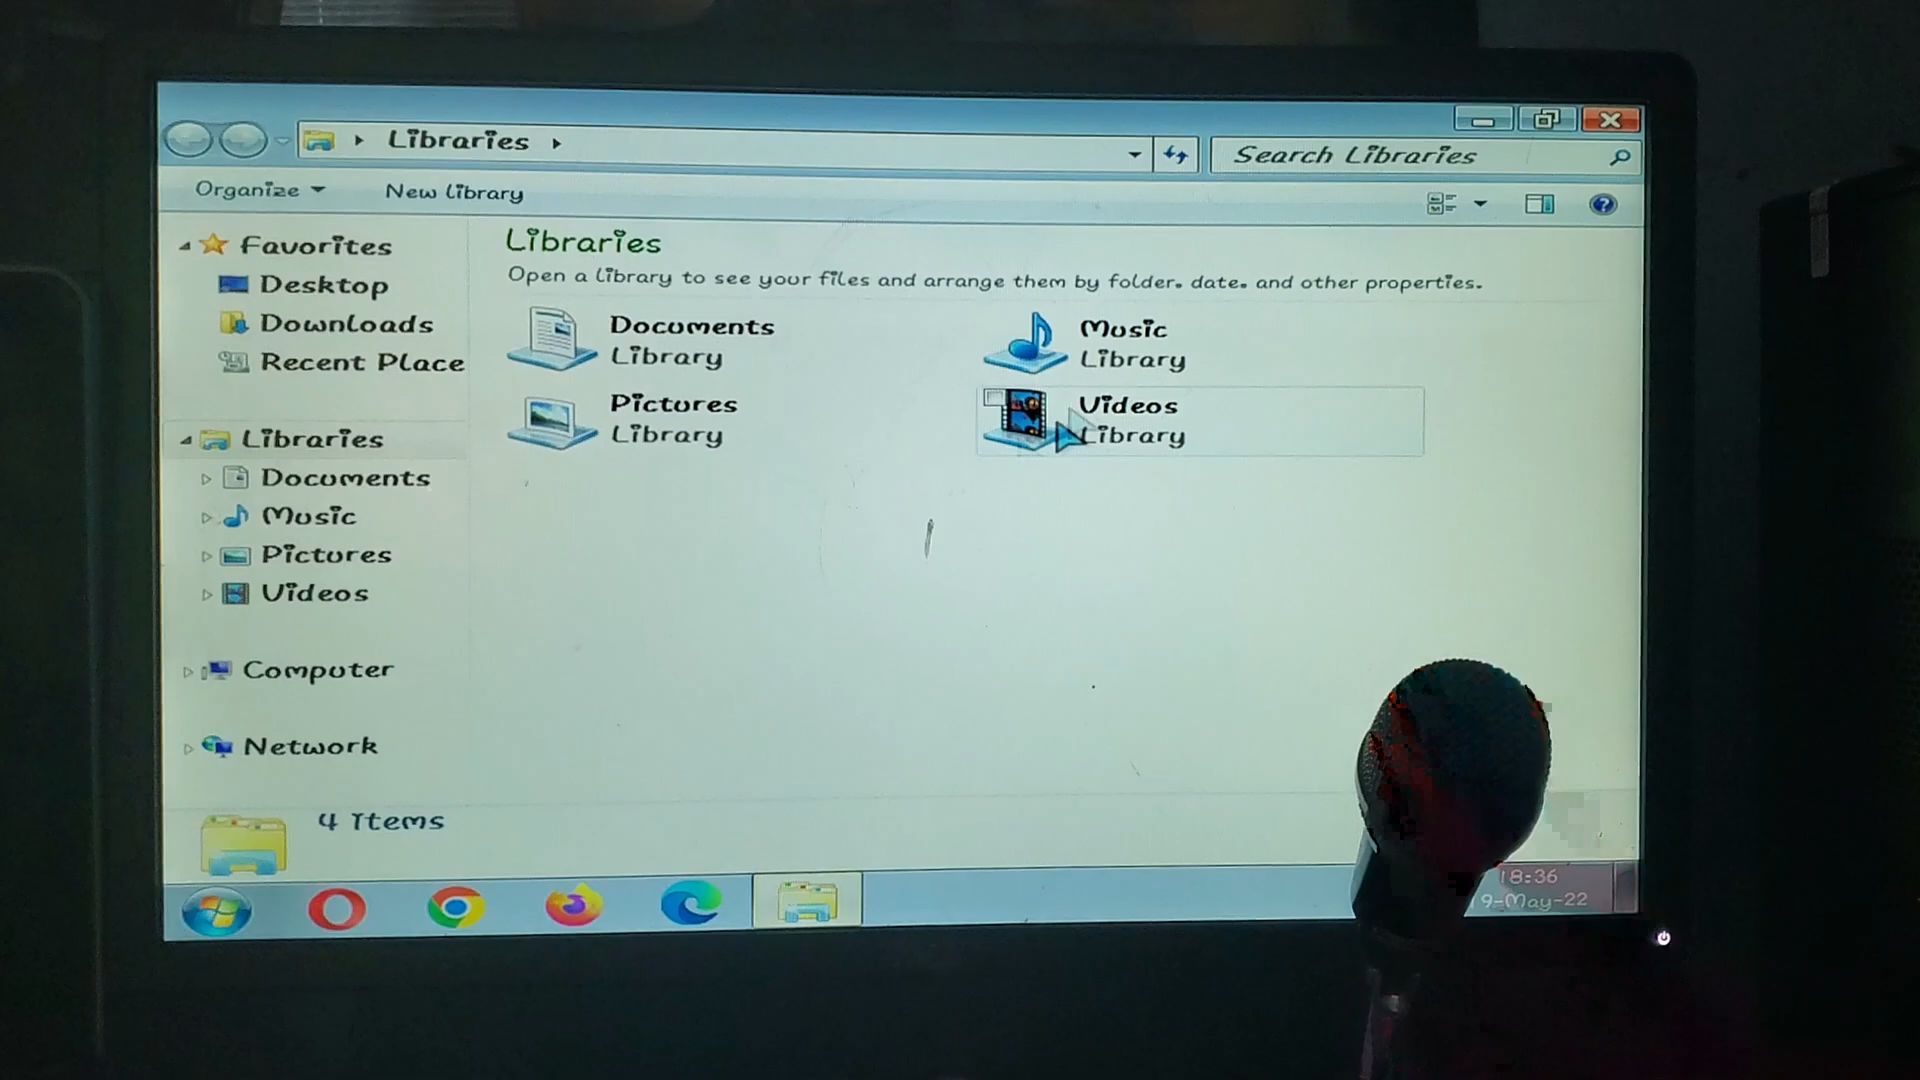 Libraries
Search Libraries
Organize
New library
Favorites
Desktop
Downloads
Recent Place
Libraries
Documents
Music
Pictures
Videos
Computer
Network
Libraries
Open a library to see your files and arrange them by folder, date, and other properties.
Documents
Library
Music
Library
Pictures
Library
Videos
Library
4 items
18:36
9-May-22